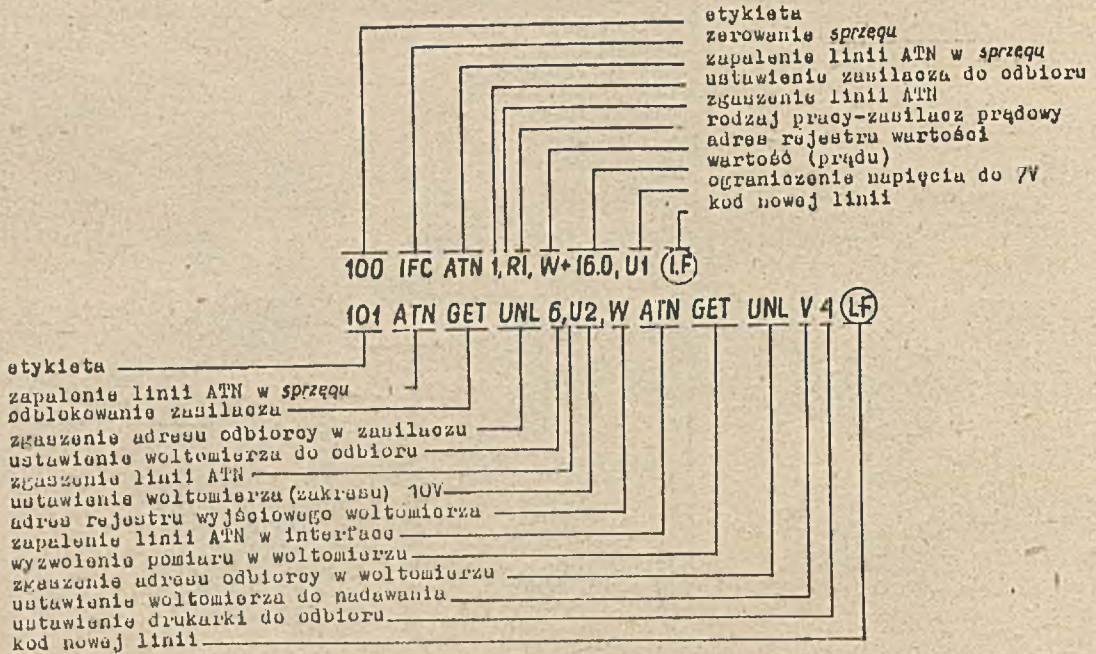 etykieta
zerowanie sprzęgu
zapalenie linii ATN w sprzęgu
ustawienie zasilacza do odbioru
zgaszenie linii ATN
rodzaj pracy-zasilacz prądowy
adres rejestru wartości
wartość (prądu)
ograniczenie napięcia do 7V
kod nowej linii
100 IFC ATN 1, RI, W+16.0, U1 (LF)
101 ATN GET UNL 6, U2, W ATN GET UNL V 4 (LF)
etykieta
zapalenie linii ATN w sprzęgu
odblokowanie zasilacza
zgaszenie adresu odbiorcy w zasilaczu
ustawienie woltomierza do odbioru
zgaszenie linii ATN
ustawienie woltomierza (zakresu) 10V
adres rejestru wyjściowego woltomierza
zapalenie linii ATN w interface
wyzwolenie pomiaru w woltomierzu
zgaszenie adresu odbiorcy w woltomierzu
ustawienie woltomierza do nadawania
ustawienie drukarki do odbioru
kod nowej linii